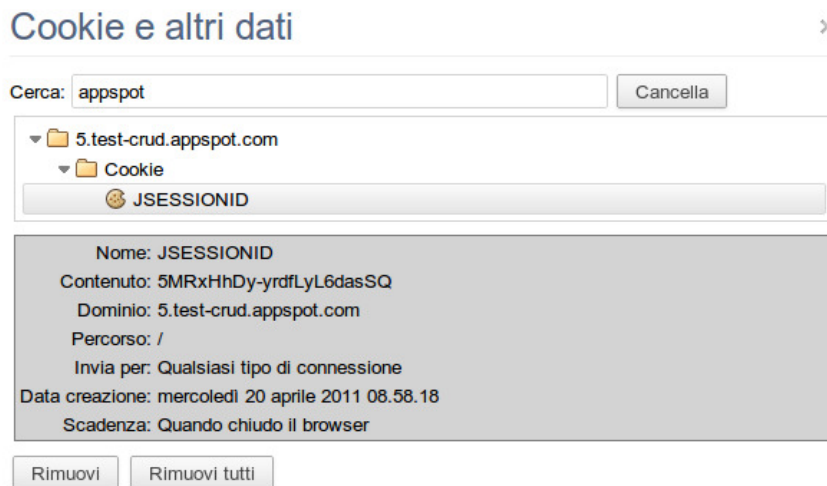 Cookie e altri dati
Cerca: appspot Cancella
5.test-crud.appspot.com
Cookie
JSESSIONID
Nome: JSESSIONID
Contenuto: 5MRxHhDy-yrdfLyL6dasSQ
Dominio: 5.test-crud.appspot.com
Percorso: /
Invia per: Qualsiasi tipo di connessione
Data creazione: mercoledì 20 aprile 2011 08.58.18
Scadenza: Quando chiudo il browser
Rimuovi Rimuovi tutti